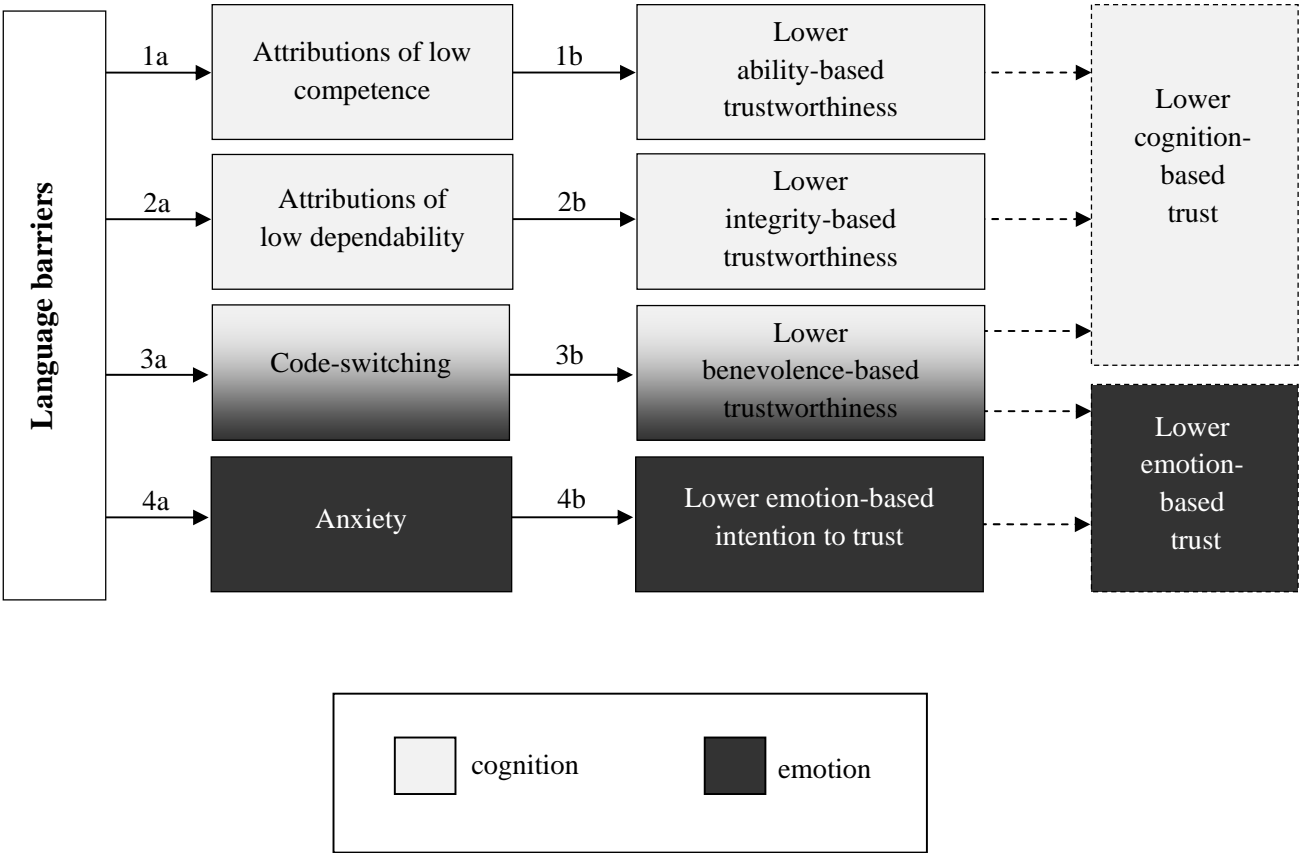 Language barriers
1a
Attributions of low
competence
1b
Lower
ability-based
trustworthiness
2a
Attributions of
low dependability
2b
Lower
integrity-based
trustworthiness
3a
Code-switching
3b
Lower
benevolence-based
trustworthiness
4a
Anxiety
4b
Lower emotion-based
intention to trust
Lower
cognition-
based
trust
Lower
emotion-
based
trust
cognition
emotion